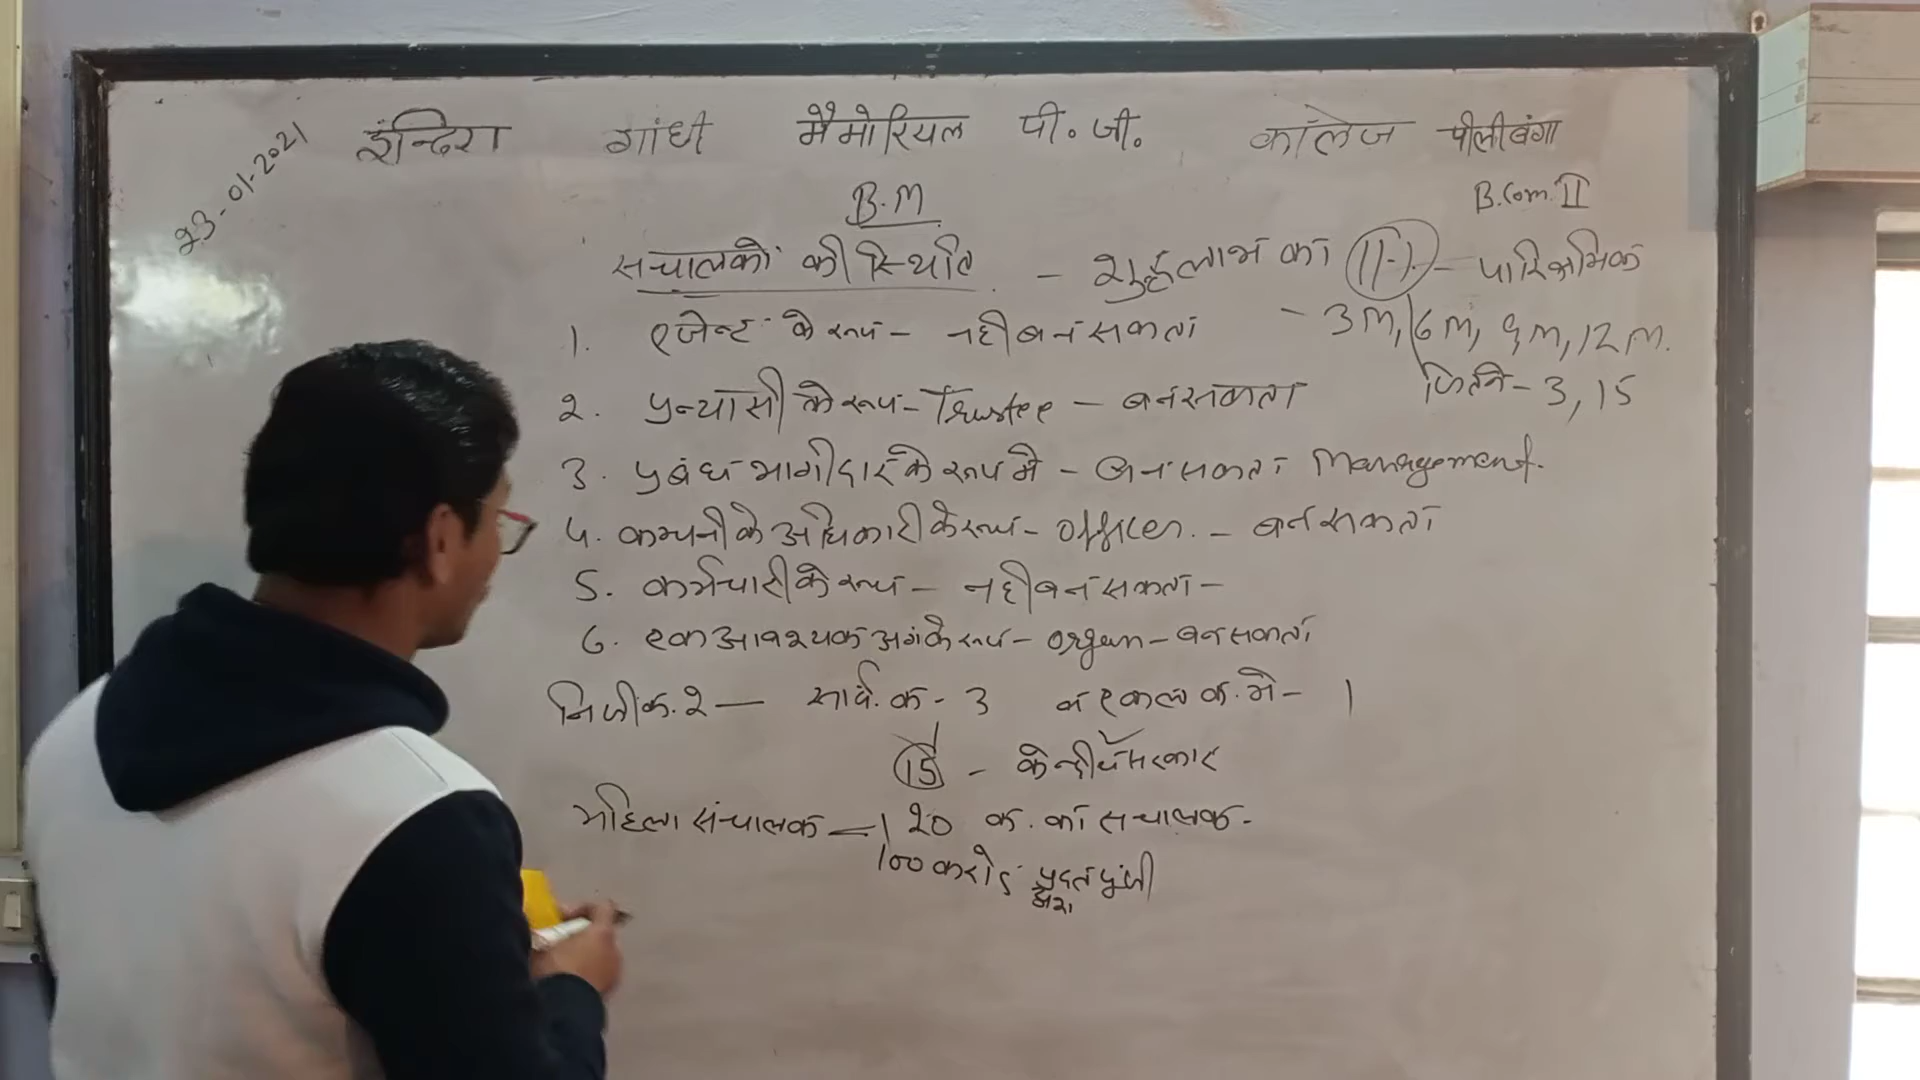 23-01-2021
इन्दिरा गांधी मैमोरियल पी. जी. कॉलेज पीलीबंगा
B.M
B.Com. II
सचालको की स्थिति - शुद्धलाभ का 11%. - पारिश्रमिक
1. एजेन्ट के रूप - नही बन सकता - 3M, 6M, 9M, 12M.
2. प्रन्यासी के रूप - Trustee - बन सकता
कितने - 3, 15
3. प्रबंध भागीदार के रूप मे - बन सकता Management.
4. कम्पनी के अधिकारी के रूप - officer. - बन सकता
5. कर्मचारी के रूप - नही बन सकता -
6. एक आवश्यक अंग के रूप - organ - बन सकता
निजी क. 2 — सार्व. क - 3 व एकल क. मे - 1
15 - केन्द्रीय सरकार
महिला संचालक - 1 20 क. का सचालक -
100 करोड़ प्रदत पूंजी
अंश